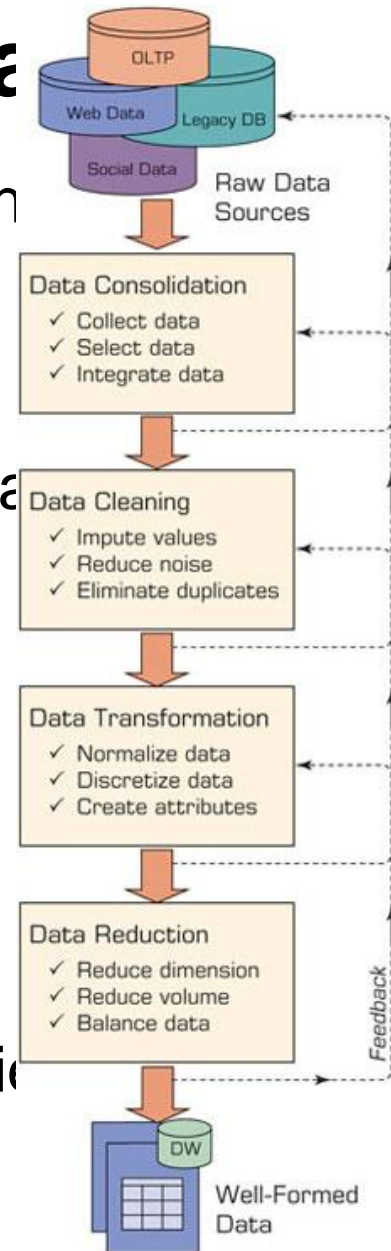 OLTP
Web Data
Legacy DB
Social Data
Raw Data
Sources
Data Consolidation
✓ Collect data
✓ Select data
✓ Integrate data
Data Cleaning
✓ Impute values
✓ Reduce noise
✓ Eliminate duplicates
Data Transformation
✓ Normalize data
✓ Discretize data
✓ Create attributes
Data Reduction
✓ Reduce dimension
✓ Reduce volume
✓ Balance data
Feedback
DW
Well-Formed
Data